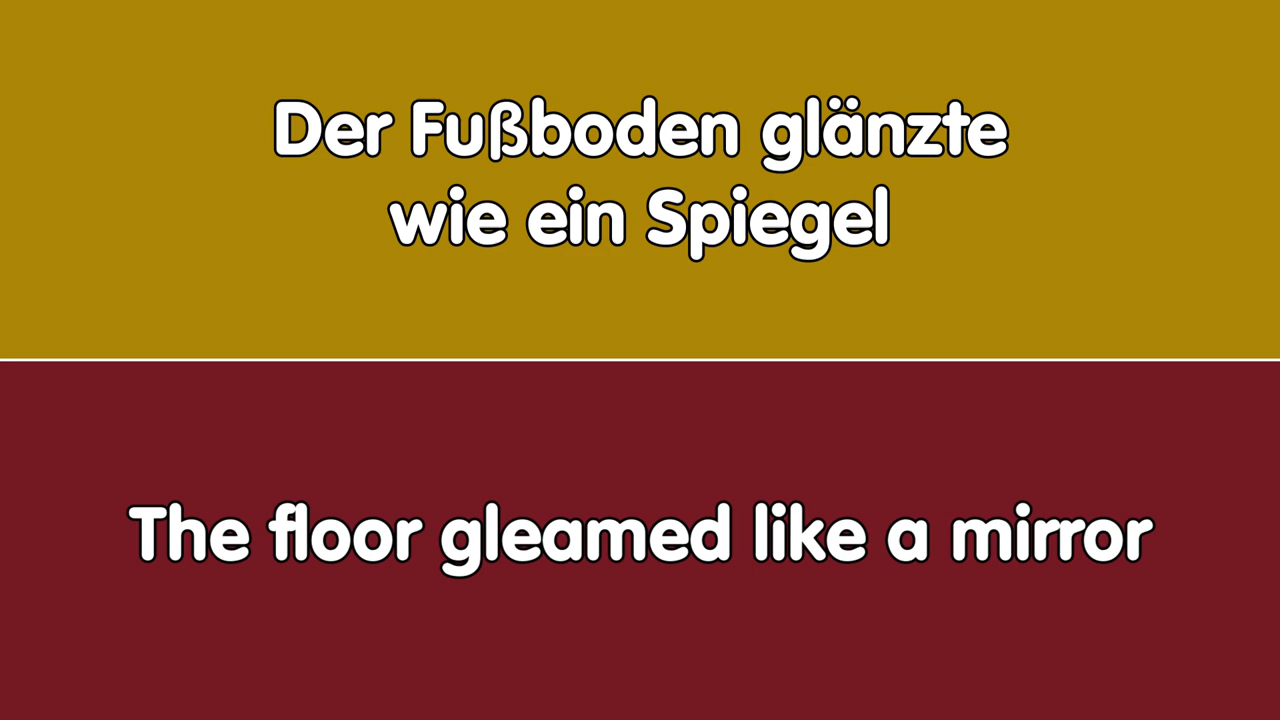 Der Fußboden glänzte
wie ein Spiegel
The floor gleamed like a mirror